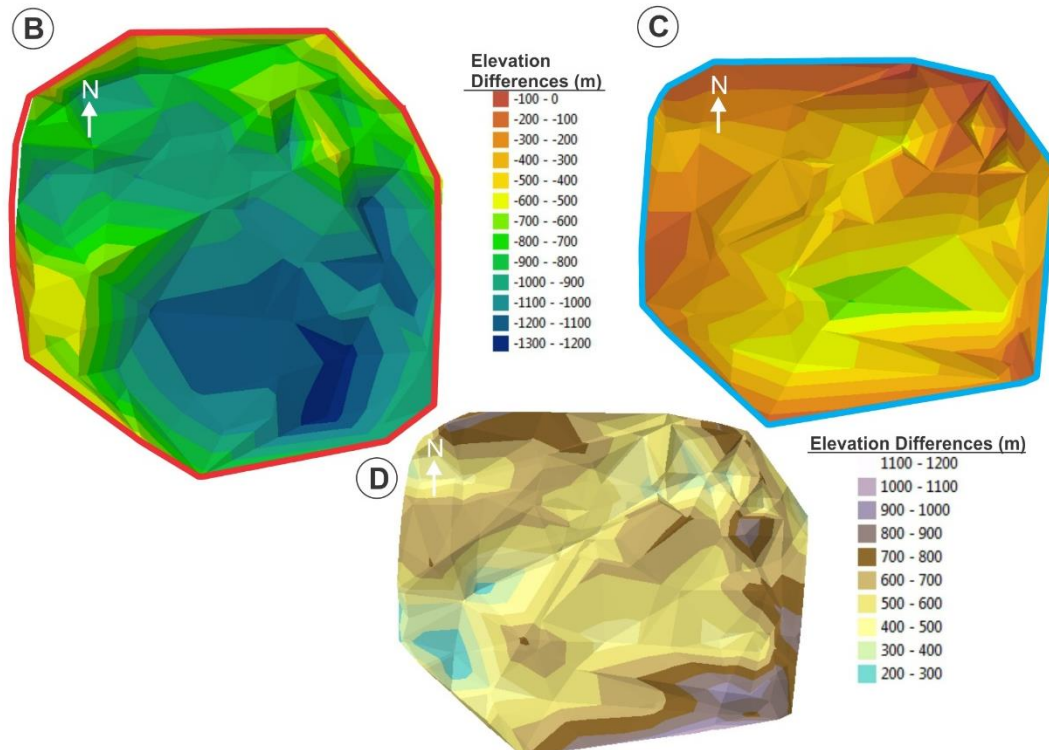 B
N
Elevation
Differences (m)
-100 - 0
-200 - -100
-300 - -200
-400 - -300
-500 - -400
-600 - -500
-700 - -600
-800 - -700
-900 - -800
-1000 - -900
-1100 - -1000
-1200 - -1100
-1300 - -1200
C
N
D
N
Elevation Differences (m)
1100 - 1200
1000 - 1100
900 - 1000
800 - 900
700 - 800
600 - 700
500 - 600
400 - 500
300 - 400
200 - 300